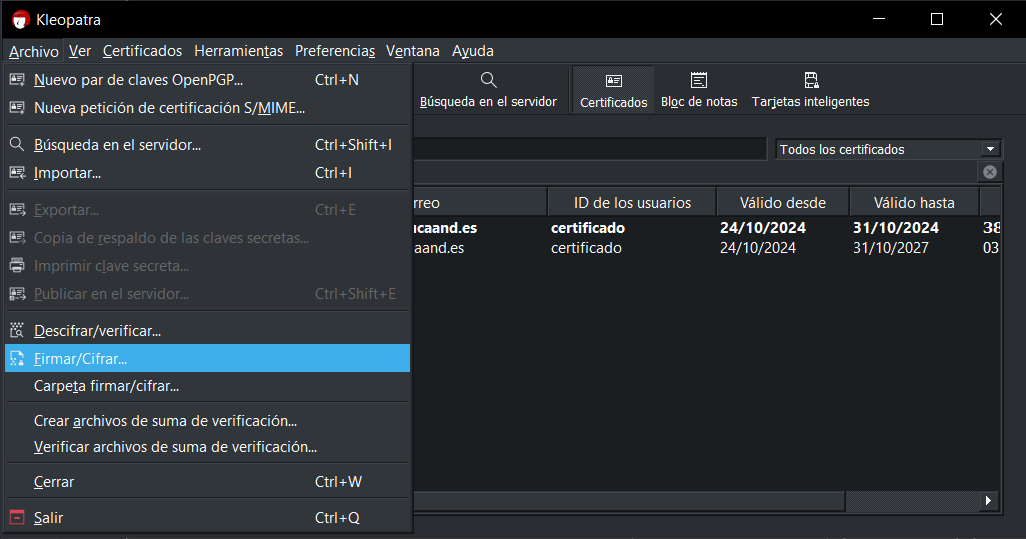 Kleopatra
Archivo Ver Certificados Herramientas Preferencias Ventana Ayuda
Nuevo par de claves OpenPGP... Ctrl+N
Nueva petición de certificación S/MIME...
Búsqueda en el servidor... Ctrl+Shift+I
Importar... Ctrl+I
Exportar... Ctrl+E
Copia de respaldo de las claves secretas...
Imprimir clave secreta...
Publicar en el servidor... Ctrl+Shift+E
Descifrar/verificar...
Firmar/Cifrar...
Carpeta firmar/cifrar...
Crear archivos de suma de verificación...
Verificar archivos de suma de verificación...
Cerrar Ctrl+W
Salir Ctrl+Q
Búsqueda en el servidor Certificados Bloc de notas Tarjetas inteligentes
Todos los certificados
rreo ID de los usuarios Válido desde Válido hasta
ucaand.es certificado 24/10/2024 31/10/2024 38
aand.es certificado 24/10/2024 31/10/2027 03